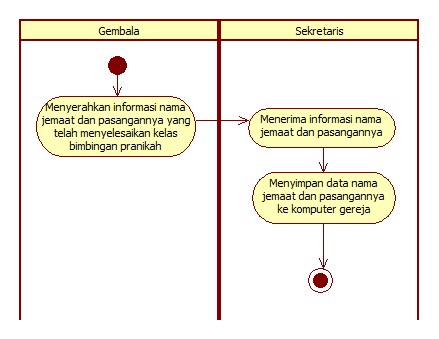 Gembala
Sekretaris
Menyerahkan informasi nama
jemaat dan pasangannya yang
telah menyelesaikan kelas
bimbingan pranikah
Menerima informasi nama
jemaat dan pasangannya
Menyimpan data nama
jemaat dan pasangannya
ke komputer gereja